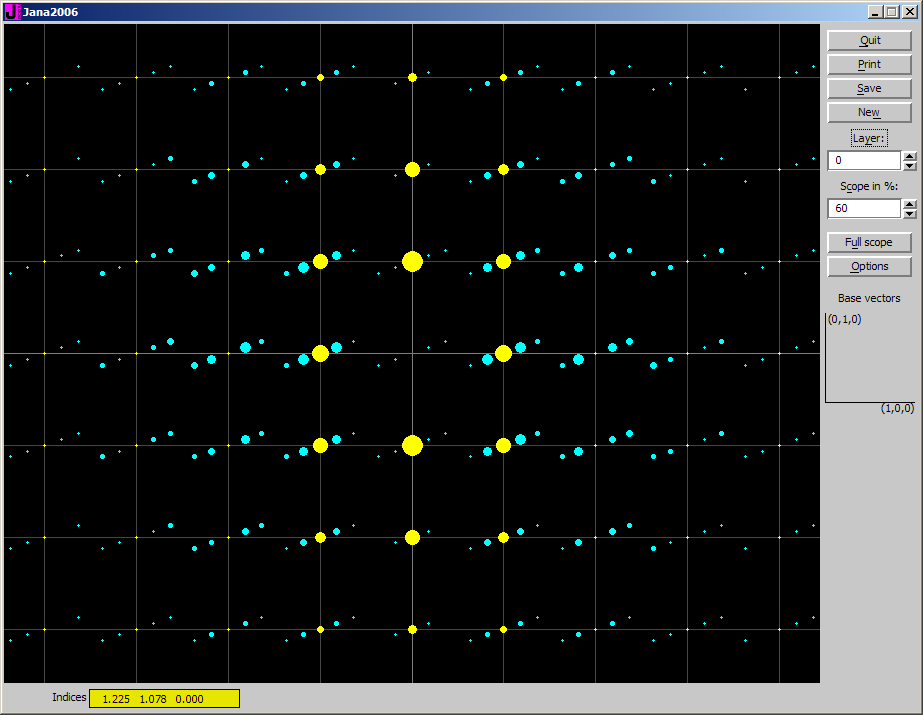 Jana2006
Quit
Print
Save
New
Layer:
0
Scope in %:
60
Full scope
Options
Base vectors
(0,1,0)
(1,0,0)
Indices 1.225 1.078 0.000